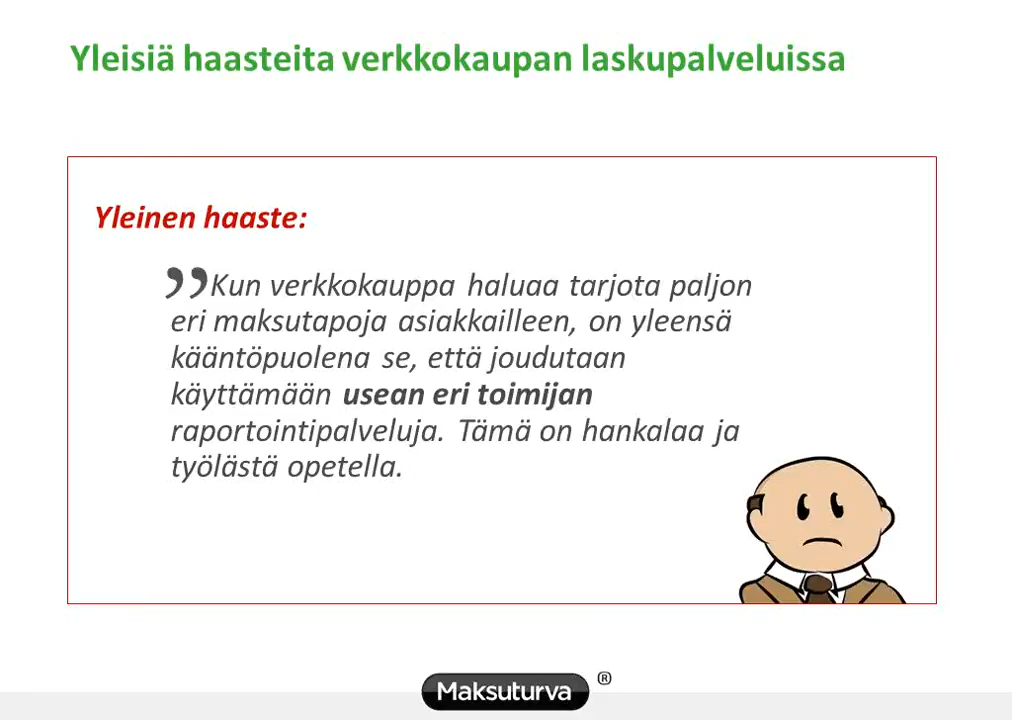 Yleisiä haasteita verkkokaupan laskupalveluissa
Yleinen haaste:
”Kun verkkokauppa haluaa tarjota paljon
eri maksutapoja asiakkailleen, on yleensä
kääntöpuolena se, että joudutaan
käyttämään usean eri toimijan
raportointipalveluja. Tämä on hankalaa ja
työlästä opetella.
Maksuturva ®